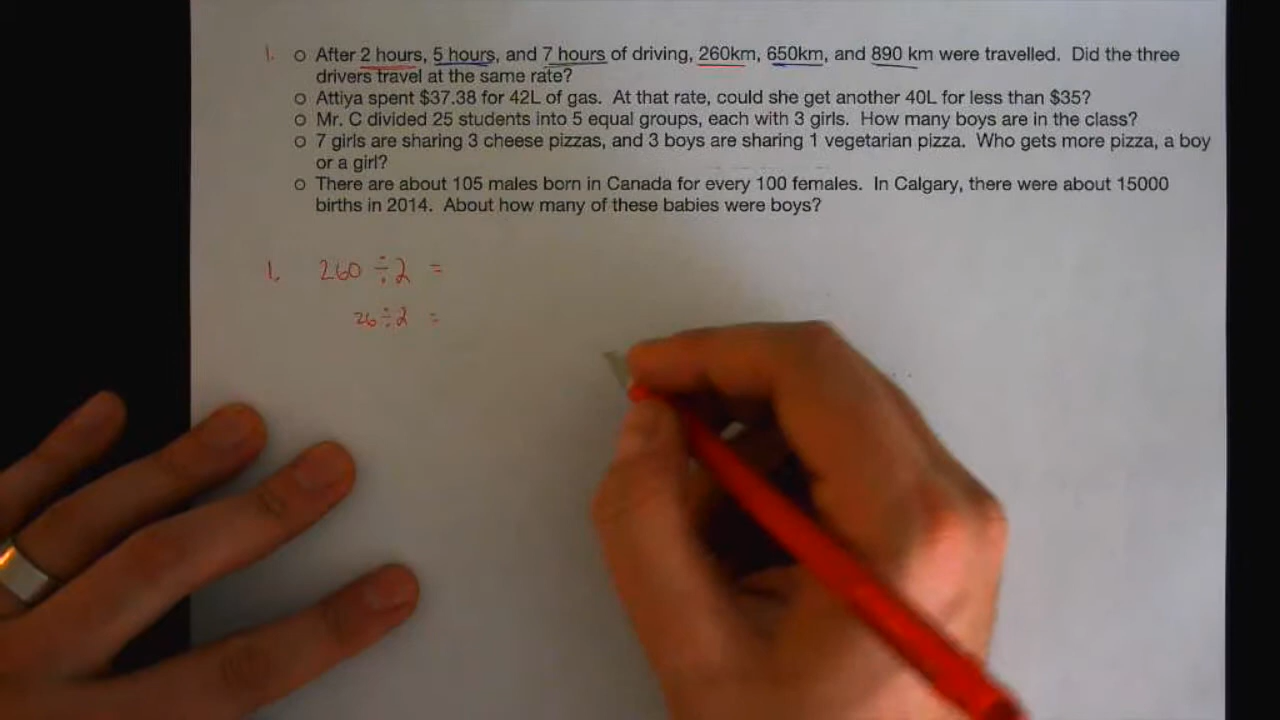 1. o After 2 hours, 5 hours, and 7 hours of driving, 260km, 650km, and 890 km were travelled. Did the three
drivers travel at the same rate?
o Attiya spent $37.38 for 42L of gas. At that rate, could she get another 40L for less than $35?
o Mr. C divided 25 students into 5 equal groups, each with 3 girls. How many boys are in the class?
o 7 girls are sharing 3 cheese pizzas, and 3 boys are sharing 1 vegetarian pizza. Who gets more pizza, a boy
or a girl?
o There are about 105 males born in Canada for every 100 females. In Calgary, there were about 15000
births in 2014. About how many of these babies were boys?
1. 260 ÷ 2 =
26 ÷ 2 =